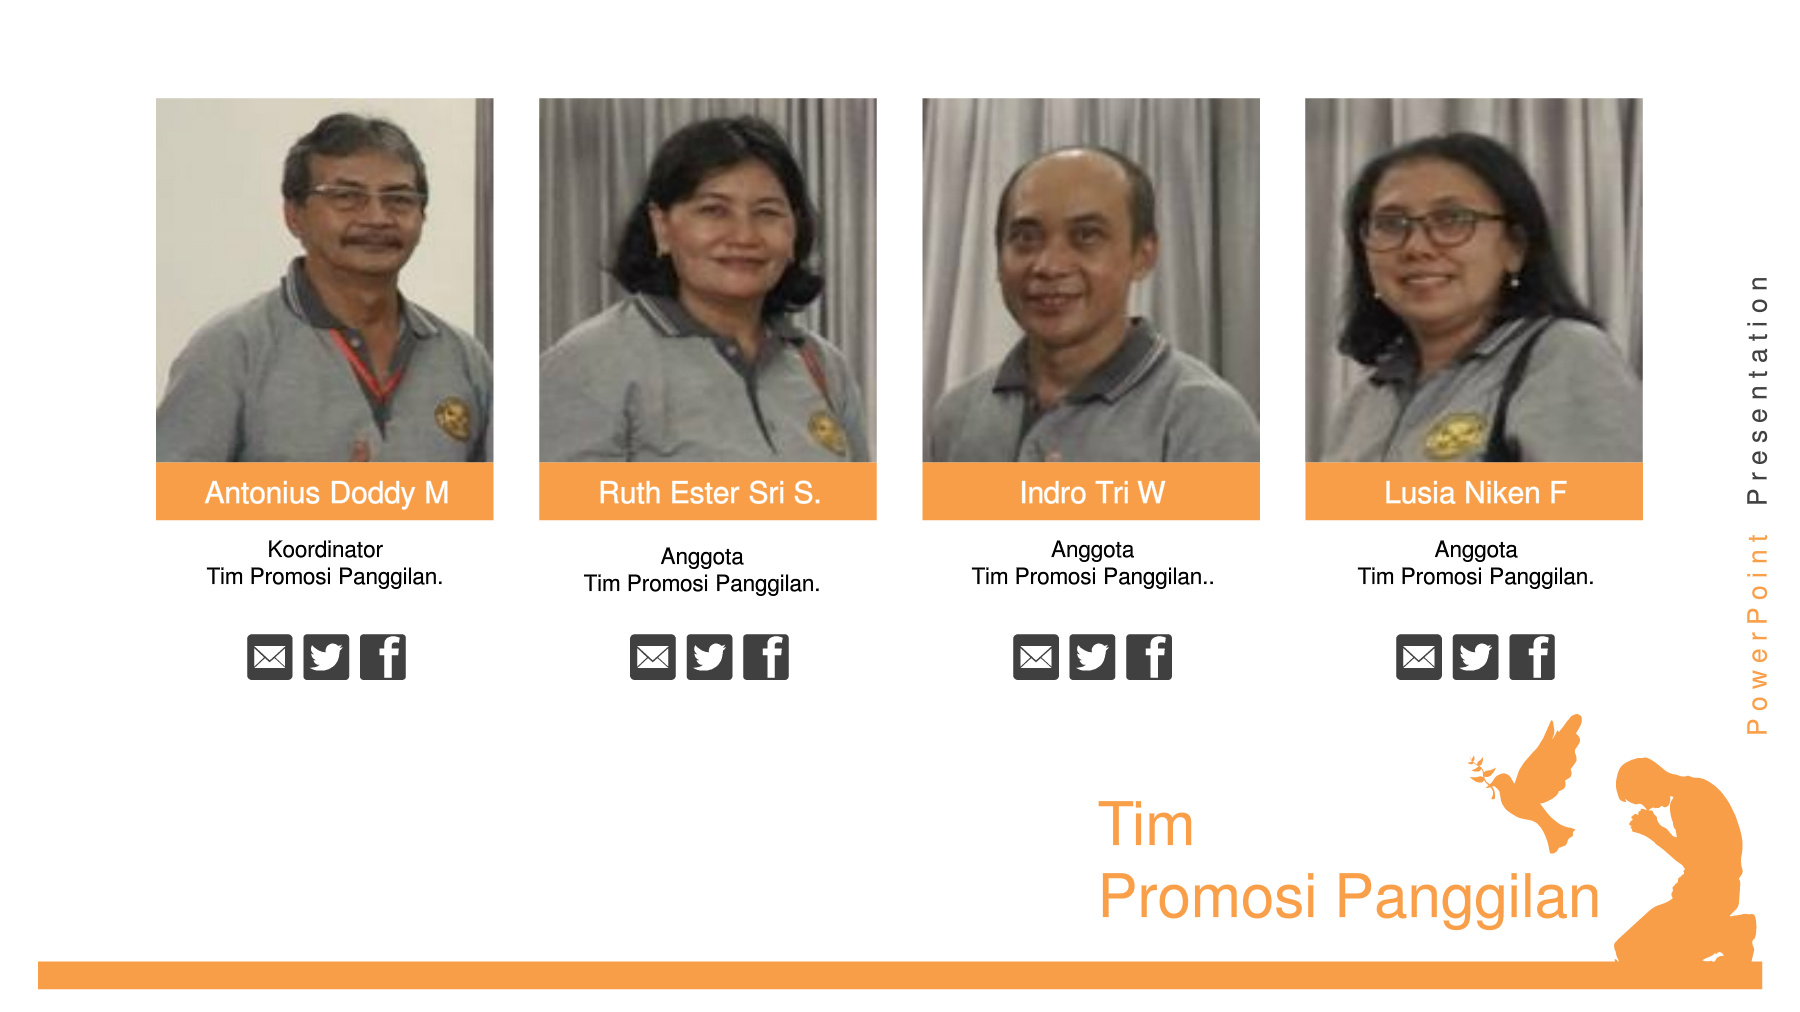 Antonius Doddy M
Koordinator
Tim Promosi Panggilan.
Ruth Ester Sri S.
Anggota
Tim Promosi Panggilan.
Indro Tri W
Anggota
Tim Promosi Panggilan..
Lusia Niken F
Anggota
Tim Promosi Panggilan.
PowerPoint Presentation
Tim
Promosi Panggilan